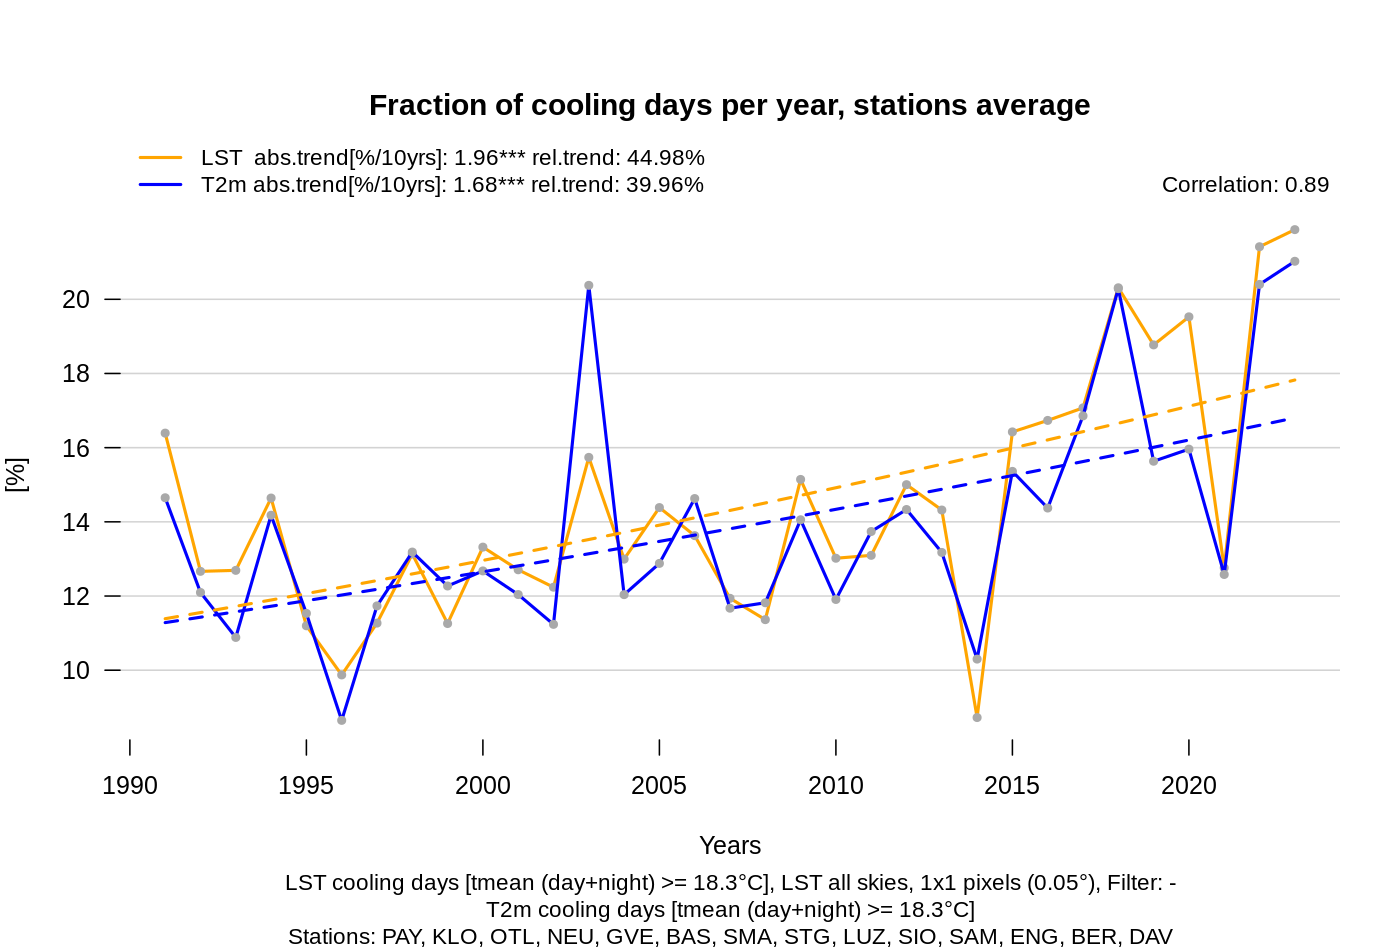 Fraction of cooling days per year, stations average
LST  abs.trend[%/10yrs]: 1.96*** rel.trend: 44.98%
T2m abs.trend[%/10yrs]: 1.68*** rel.trend: 39.96%
Correlation: 0.89
20
18
16
14
12
10
[%]
1990 1995 2000 2005 2010 2015 2020
Years
LST cooling days [tmean (day+night) >= 18.3°C], LST all skies, 1x1 pixels (0.05°), Filter: -
T2m cooling days [tmean (day+night) >= 18.3°C]
Stations: PAY, KLO, OTL, NEU, GVE, BAS, SMA, STG, LUZ, SIO, SAM, ENG, BER, DAV